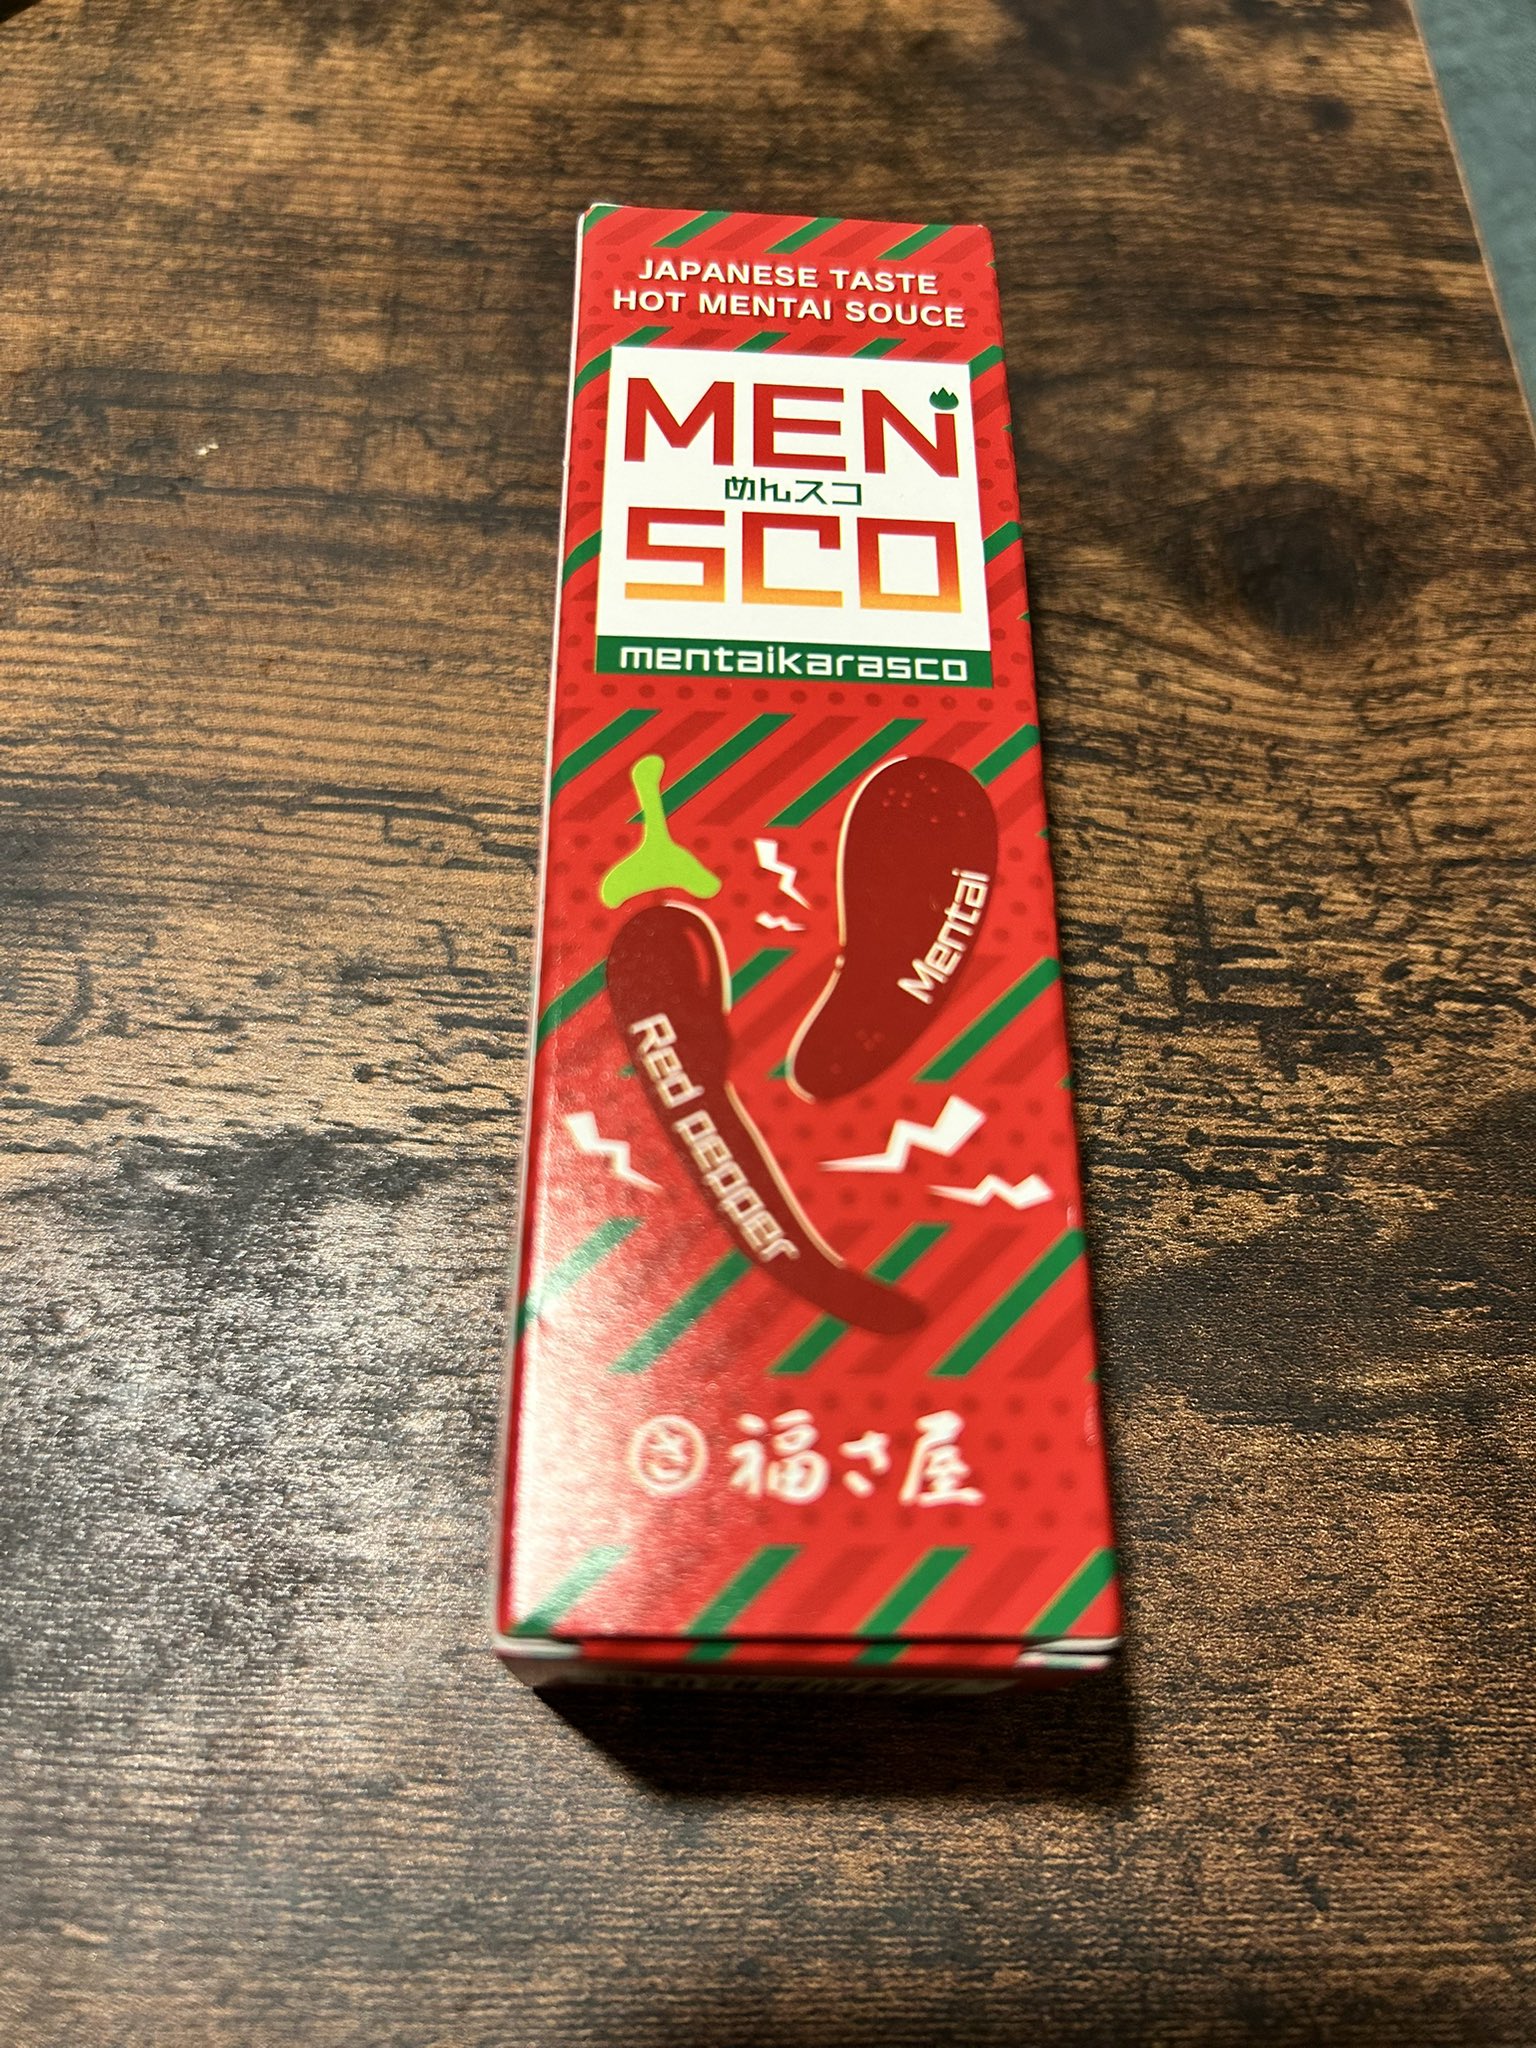 JAPANESE TASTE
HOT MENTAI SOUCE
MEN
めんスコ
SCO
mentaikarasco
Mentai
Red pepper
さ 福さ屋